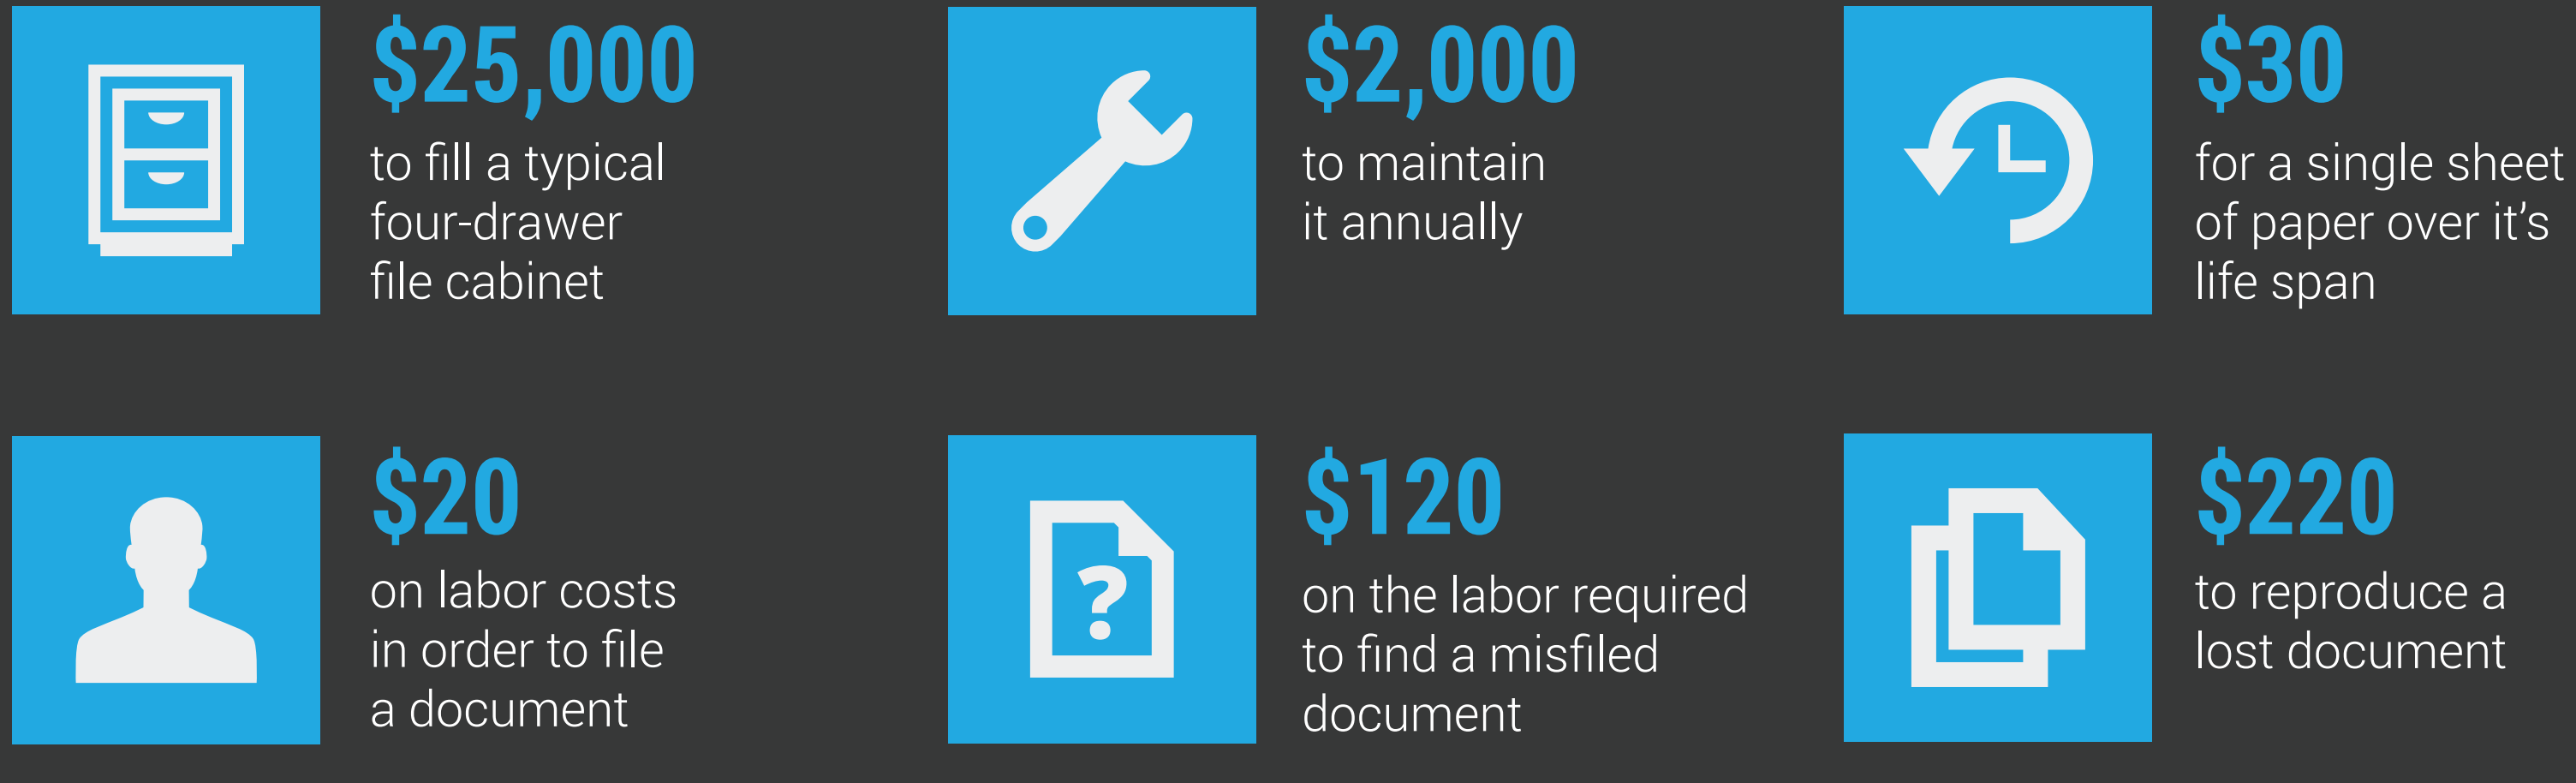 $25,000
to fill a typical
four-drawer
file cabinet
$2,000
to maintain
it annually
$30
for a single sheet
of paper over it’s
life span
$20
on labor costs
in order to file
a document
?
$120
on the labor required
to find a misfiled
document
$220
to reproduce a
lost document